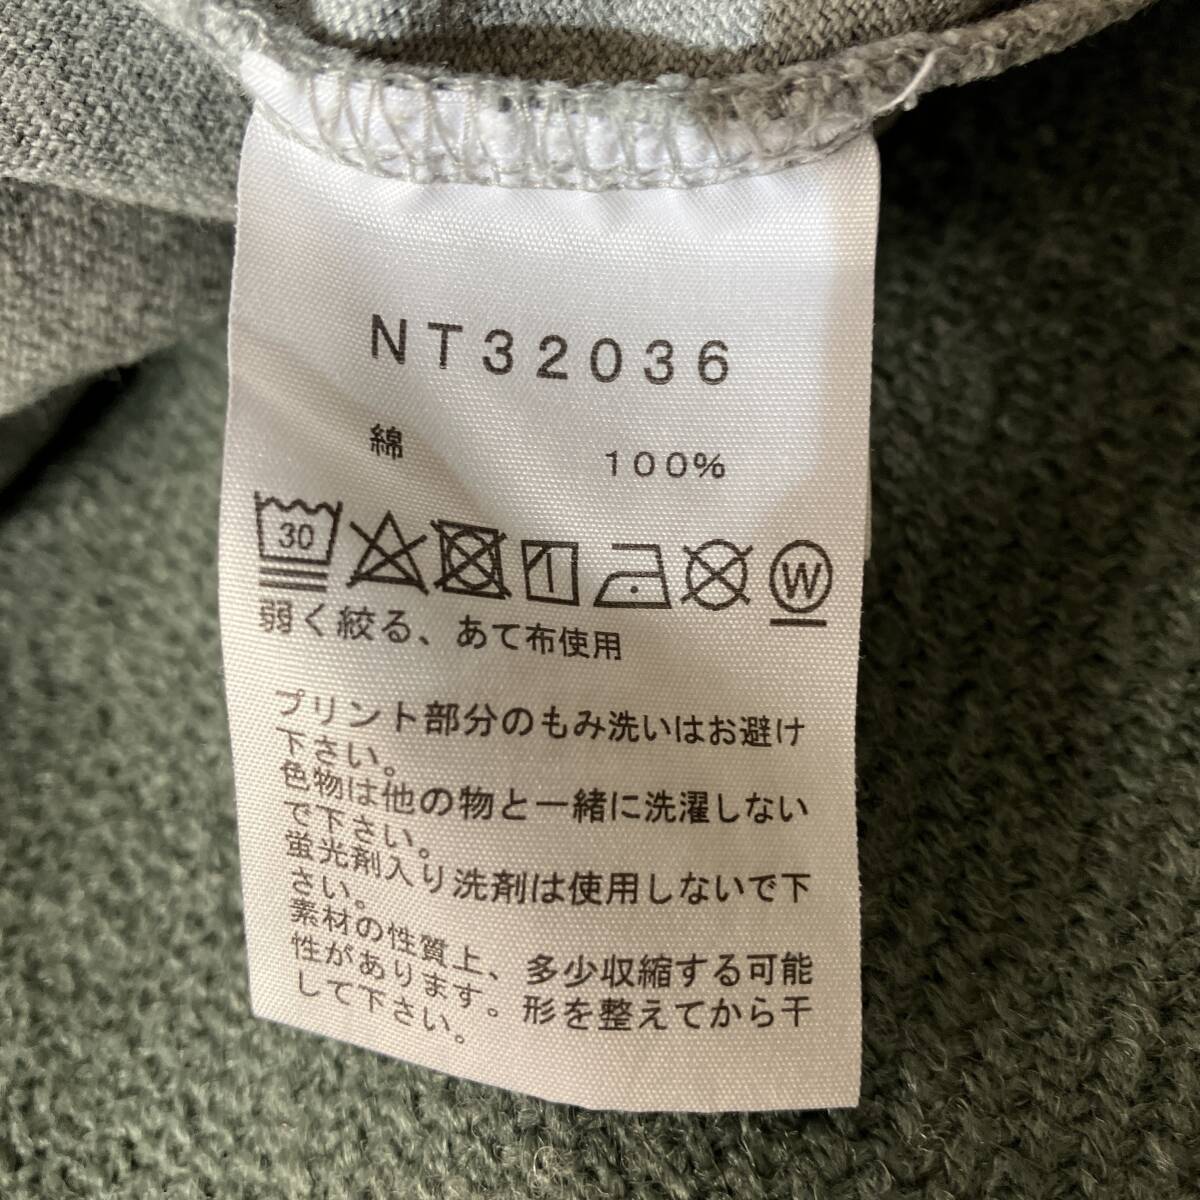 NT32036
綿 100%
30 W
弱く絞る、あて布使用
プリント部分のもみ洗いはお避け
下さい。
色物は他の物と一緒に洗濯しない
で下さい。
蛍光剤入り洗剤は使用しないで下
さい。
素材の性質上、多少収縮する可能
性があります。形を整えてから干
して下さい。